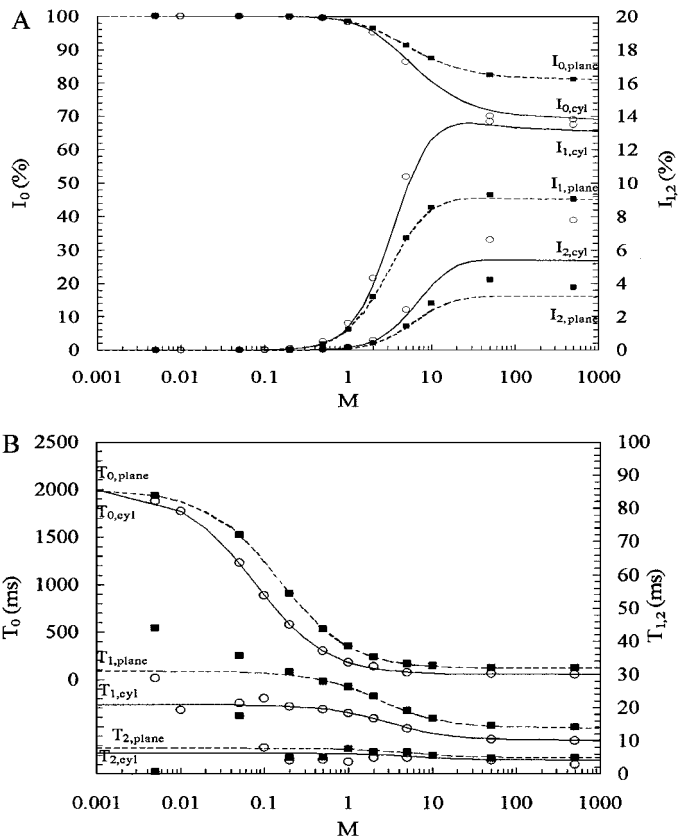 A
100
90
80
70
60
50
40
30
20
10
0
I0 (%)
20
18
16
14
12
10
8
6
4
2
0
I1,2 (%)
I0,plane
I0,cyl
I1,cyl
I1,plane
I2,cyl
I2,plane
0.001 0.01 0.1 1 10 100 1000
M
B
2500
2000
1500
1000
500
0
T0 (ms)
100
90
80
70
60
50
40
30
20
10
0
T1,2 (ms)
T0,plane
T0,cyl
T1,plane
T1,cyl
T2,plane
T2,cyl
0.001 0.01 0.1 1 10 100 1000
M